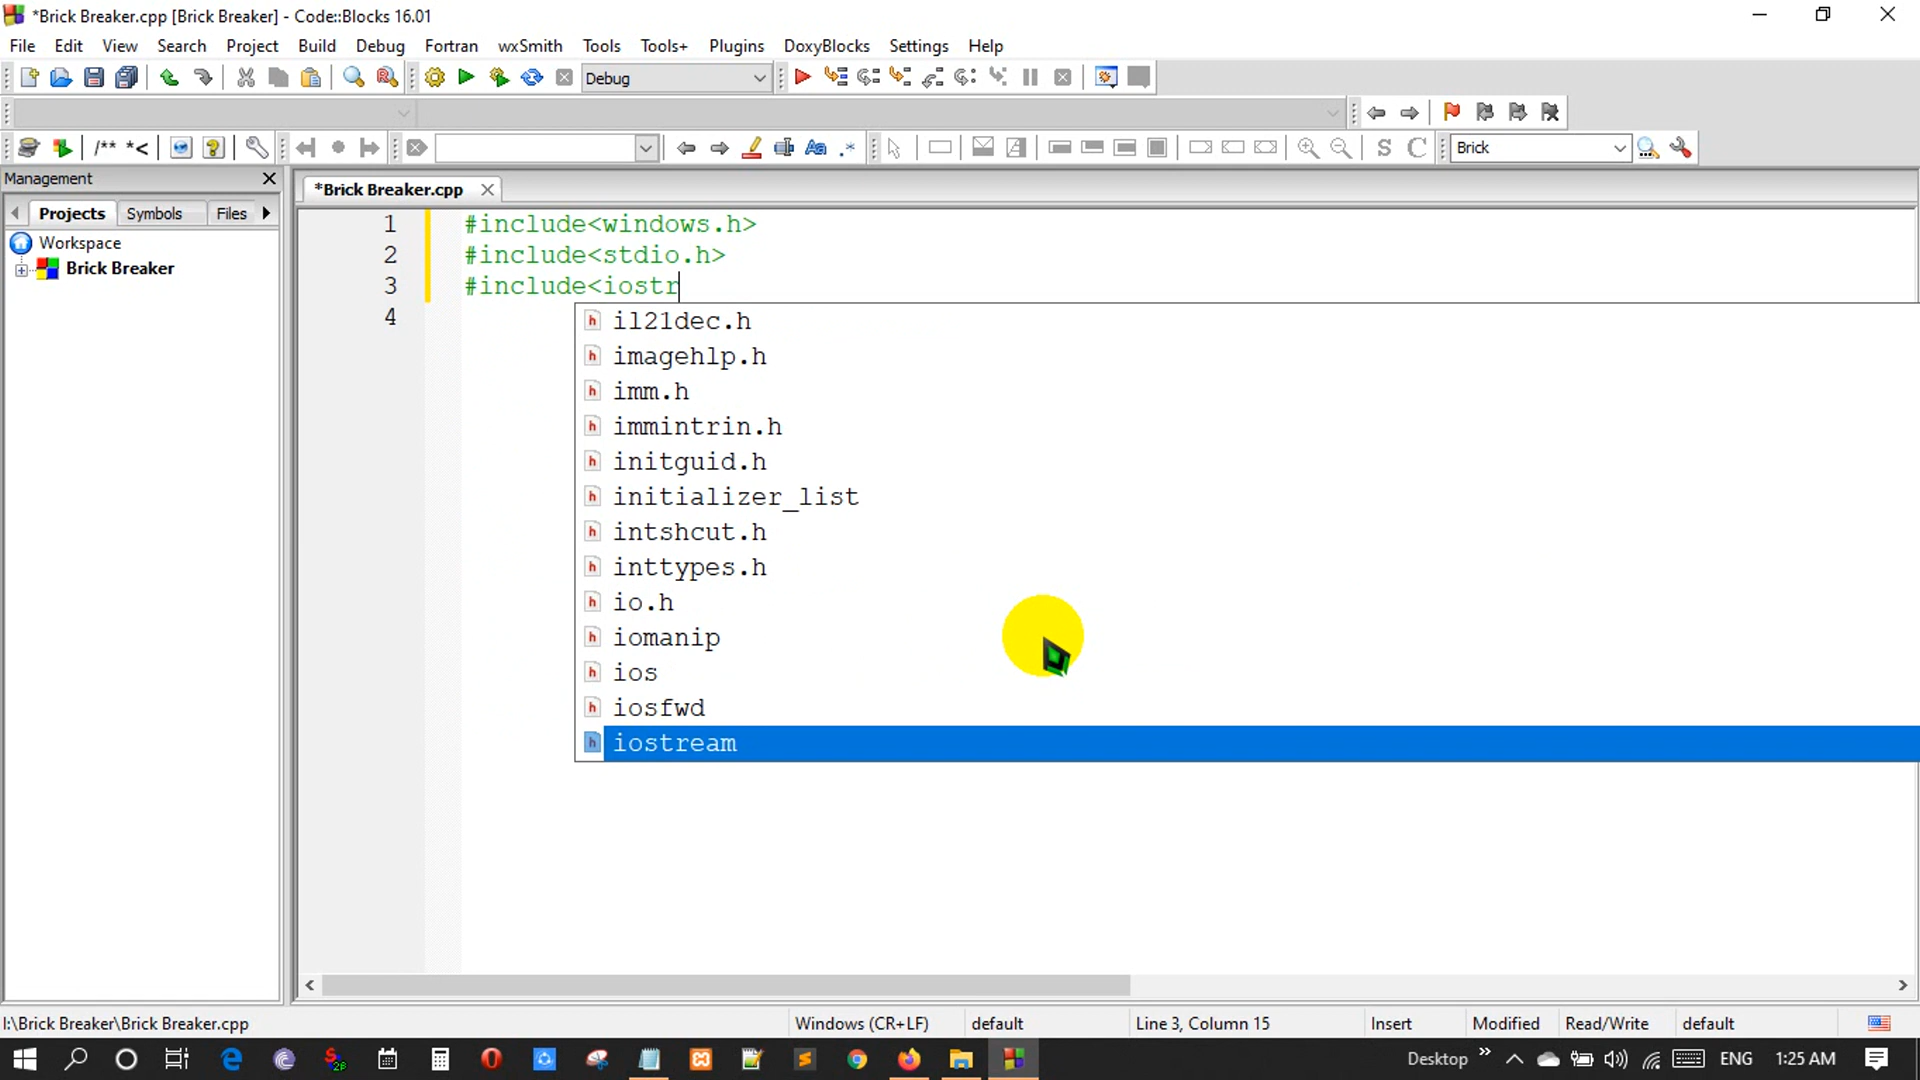 *Brick Breaker.cpp [Brick Breaker] - Code::Blocks 16.01
File Edit View Search Project Build Debug Fortran wxSmith Tools Tools+ Plugins DoxyBlocks Settings Help
Debug
/** *< Aa .* S C Brick
Management
Projects Symbols Files
Workspace
Brick Breaker
*Brick Breaker.cpp
1 #include<windows.h>
2 #include<stdio.h>
3 #include<iostr
4
il21dec.h
imagehlp.h
imm.h
immintrin.h
initguid.h
initializer_list
intshcut.h
inttypes.h
io.h
iomanip
ios
iosfwd
iostream
I:\Brick Breaker\Brick Breaker.cpp Windows (CR+LF) default Line 3, Column 15 Insert Modified Read/Write default
Desktop ENG 1:25 AM